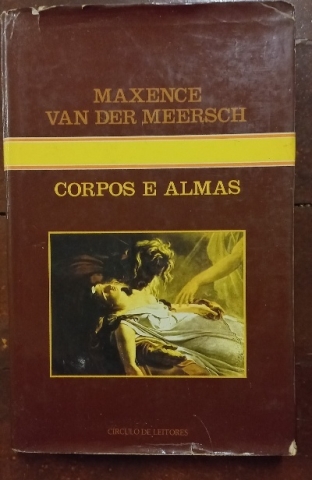 MAXENCE
VAN DER MEERSCH
CORPOS E ALMAS
CÍRCULO DE LEITORES